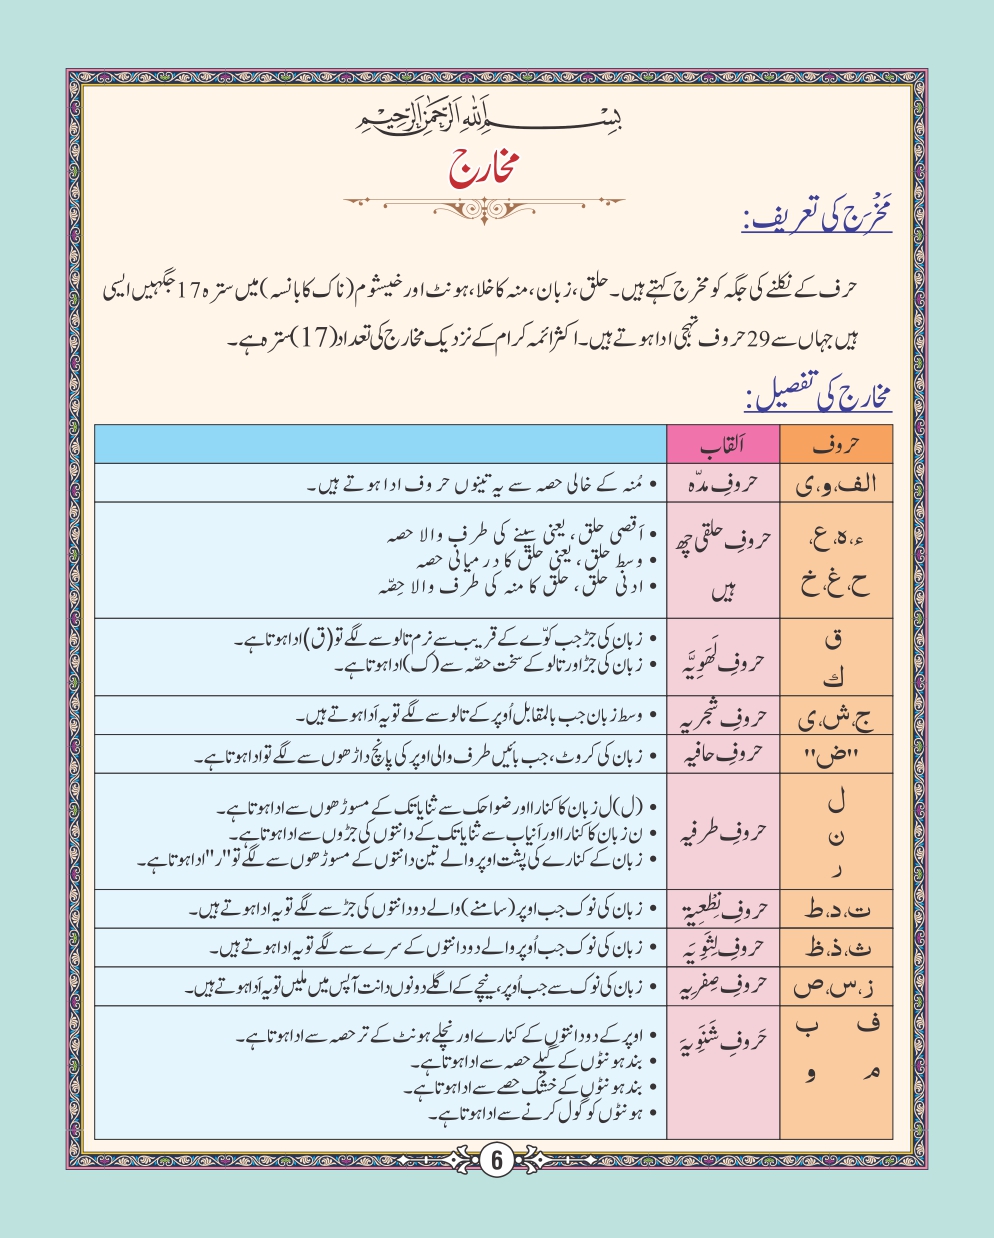 بسم اللہ الرحمن الرحیم
مخارج
مَخْرَج کی تعریف:
حرف کے نکلنے کی جگہ کو مخرج کہتے ہیں۔ حلق، زبان، منہ کا خلا، ہونٹ اور خیشوم (ناک کا بانسہ) میں سترہ 17 جگہیں ایسی
ہیں جہاں سے 29 حروف تہجی ادا ہوتے ہیں۔ اکثر ائمہ کرام کے نزدیک مخارج کی تعداد (17) سترہ ہے۔
مخارج کی تفصیل:
حروف اَلقاب
الف، و، ی حروفِ مدّہ • مُنہ کے خالی حصہ سے یہ تینوں حروف ادا ہوتے ہیں۔
ء، ہ، ع، حروفِ حلقی چھ
ح، غ، خ ہیں
• اَقصی حلق، یعنی سینے کی طرف والا حصہ
• وسط حلق، یعنی حلق کا درمیانی حصہ
• ادنی حلق، حلق کا منہ کی طرف والا حِصّہ
ق
ك
حروفِ لَھَوِیَّہ
• زبان کی جڑ جب کوّے کے قریب سے نرم تالو سے لگے تو (ق) ادا ہوتا ہے۔
• زبان کی جڑ اور تالو کے سخت حصّہ سے (ک) ادا ہوتا ہے۔
ج، ش، ی حروفِ شجریہ • وسط زبان جب بالمقابل اُوپر کے تالو سے لگے تو یہ اَدا ہوتے ہیں۔
"ض" حروفِ حافیہ • زبان کی کروٹ، جب بائیں طرف والی اوپر کی پانچ داڑھوں سے لگے تو ادا ہوتا ہے۔
ل
ن
ر
حروفِ طرفیہ
• (ل) ل زبان کا کنارا اور ضواحک سے ثنایا تک کے مسوڑھوں سے ادا ہوتا ہے۔
• ن زبان کا کنارا اور اَنیاب سے ثنایا تک کے دانتوں کی جڑوں سے ادا ہوتا ہے۔
• زبان کے کنارے کی پشت اوپر والے تین دانتوں کے مسوڑھوں سے لگے تو "ر" ادا ہوتا ہے۔
ت، د، ط حروفِ نِطْعِیۃ • زبان کی نوک جب اوپر (سامنے) والے دو دانتوں کی جڑ سے لگے تو یہ ادا ہوتے ہیں۔
ث، ذ، ظ حروفِ لِثَوِیَہ • زبان کی نوک جب اُوپر والے دو دانتوں کے سرے سے لگے تو یہ ادا ہوتے ہیں۔
ز، س، ص حروفِ صِفریہ • زبان کی نوک سے جب اُوپر، نیچے کے اگلے دونوں دانت آپس میں ملیں تو یہ اَدا ہوتے ہیں۔
ف ب
م و
حَروفِ شَنَوِیہَ
• اوپر کے دو دانتوں کے کنارے اور نچلے ہونٹ کے تر حصہ سے ادا ہوتا ہے۔
• بند ہونٹوں کے گیلے حصہ سے ادا ہوتا ہے۔
• بند ہونٹوں کے خشک حصے سے ادا ہوتا ہے۔
• ہونٹوں کو گول کرنے سے ادا ہوتا ہے۔
6